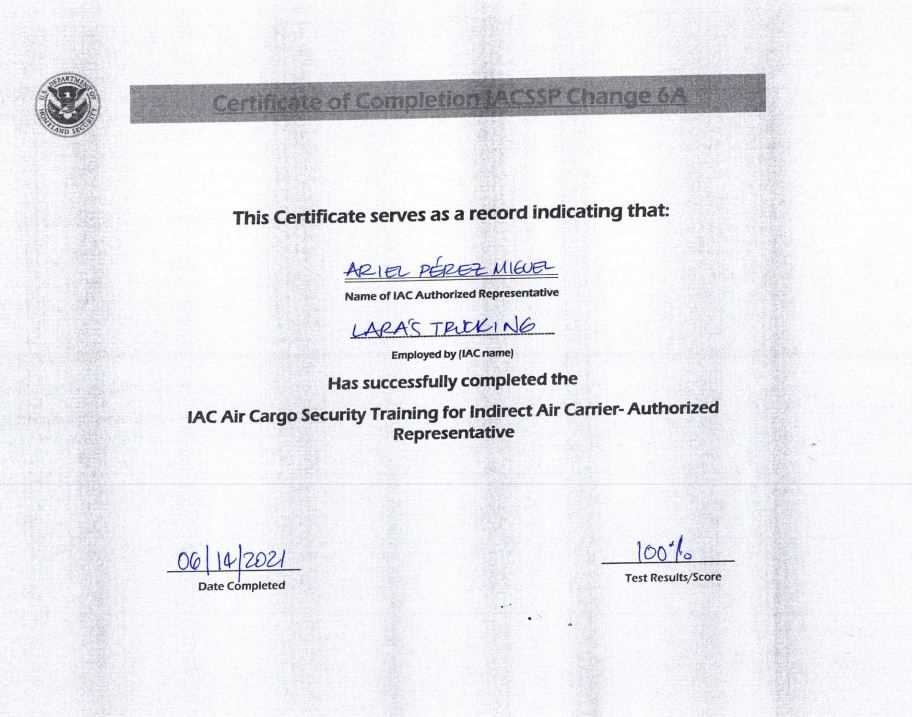 U.S. DEPARTMENT OF HOMELAND SECURITY
Certificate of Completion IACSSP Change 6A
This Certificate serves as a record indicating that:
ARIEL PÉREZ MIGUEL
Name of IAC Authorized Representative
LARA'S TRUCKING
Employed by (IAC name)
Has successfully completed the
IAC Air Cargo Security Training for Indirect Air Carrier- Authorized
Representative
06/14/2021
Date Completed
100%
Test Results/Score